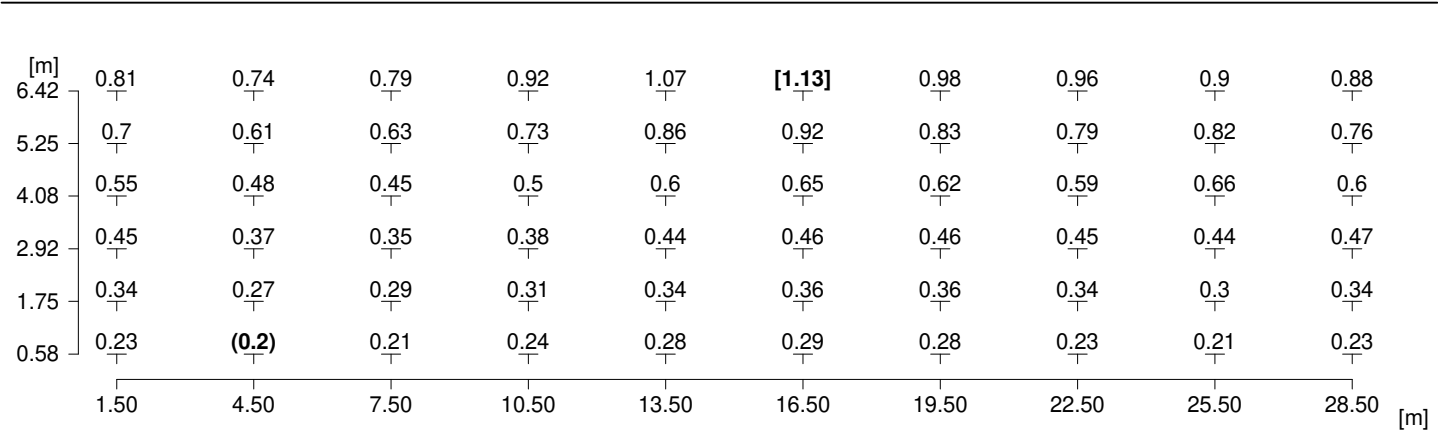 [m]
6.42 0.81 0.74 0.79 0.92 1.07 [1.13] 0.98 0.96 0.9 0.88
5.25 0.7 0.61 0.63 0.73 0.86 0.92 0.83 0.79 0.82 0.76
4.08 0.55 0.48 0.45 0.5 0.6 0.65 0.62 0.59 0.66 0.6
2.92 0.45 0.37 0.35 0.38 0.44 0.46 0.46 0.45 0.44 0.47
1.75 0.34 0.27 0.29 0.31 0.34 0.36 0.36 0.34 0.3 0.34
0.58 0.23 (0.2) 0.21 0.24 0.28 0.29 0.28 0.23 0.21 0.23
1.50 4.50 7.50 10.50 13.50 16.50 19.50 22.50 25.50 28.50
[m]